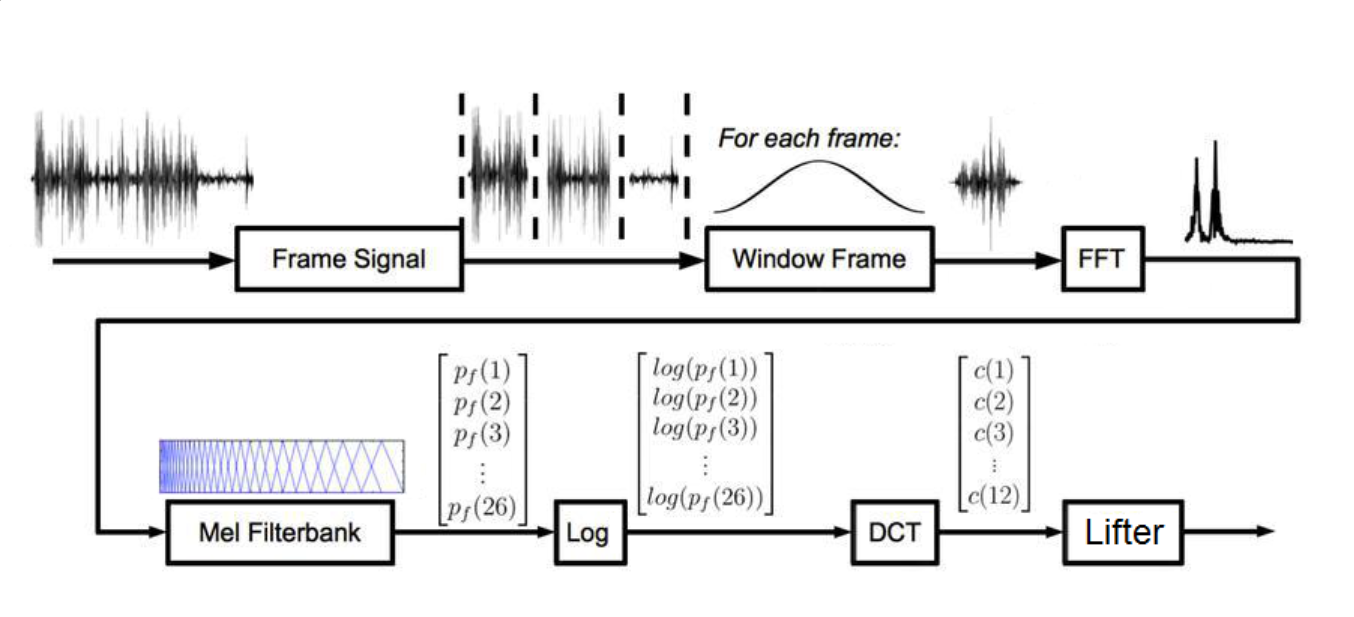 For each frame:
Frame Signal
Window Frame
FFT
p_f(1)
p_f(2)
p_f(3)
⋮
p_f(26)
log(p_f(1))
log(p_f(2))
log(p_f(3))
⋮
log(p_f(26))
c(1)
c(2)
c(3)
⋮
c(12)
Mel Filterbank
Log
DCT
Lifter